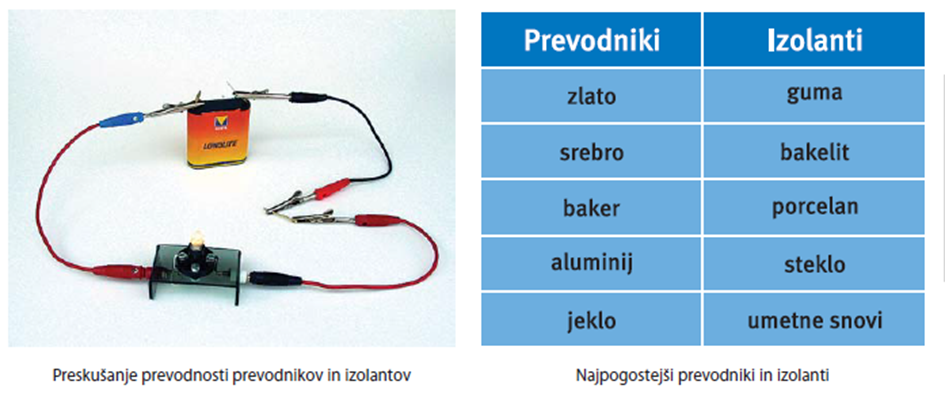 LONGLIFE
Prevodniki Izolanti
zlato guma
srebro bakelit
baker porcelan
aluminij steklo
jeklo umetne snovi
Preskušanje prevodnosti prevodnikov in izolantov
Najpogostejši prevodniki in izolanti